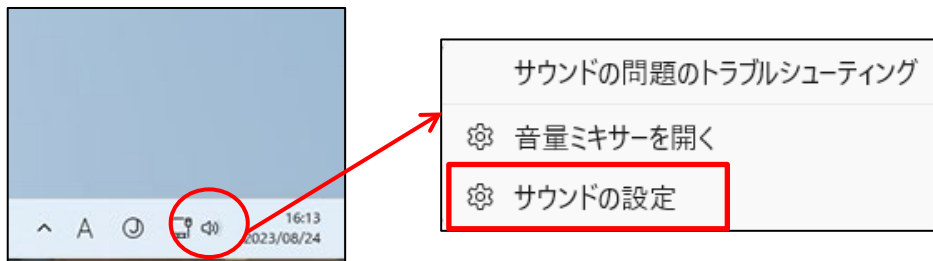 A
16:13
2023/08/24
サウンドの問題のトラブルシューティング
音量ミキサーを開く
サウンドの設定